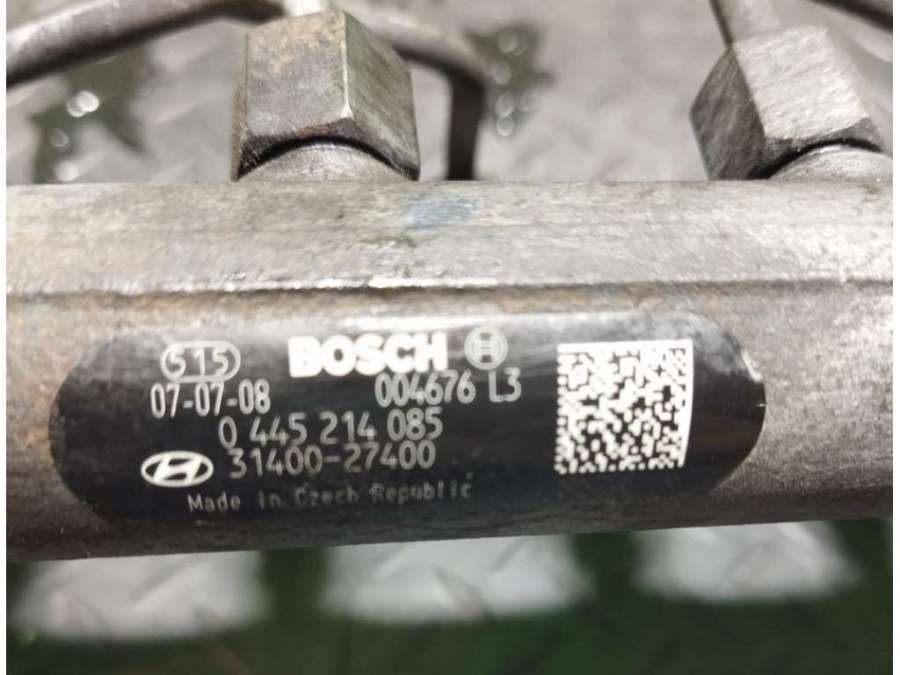 515 BOSCH
07-07-08 004676 L3
0 445 214 085
31400-27400
Made in Czech Republic